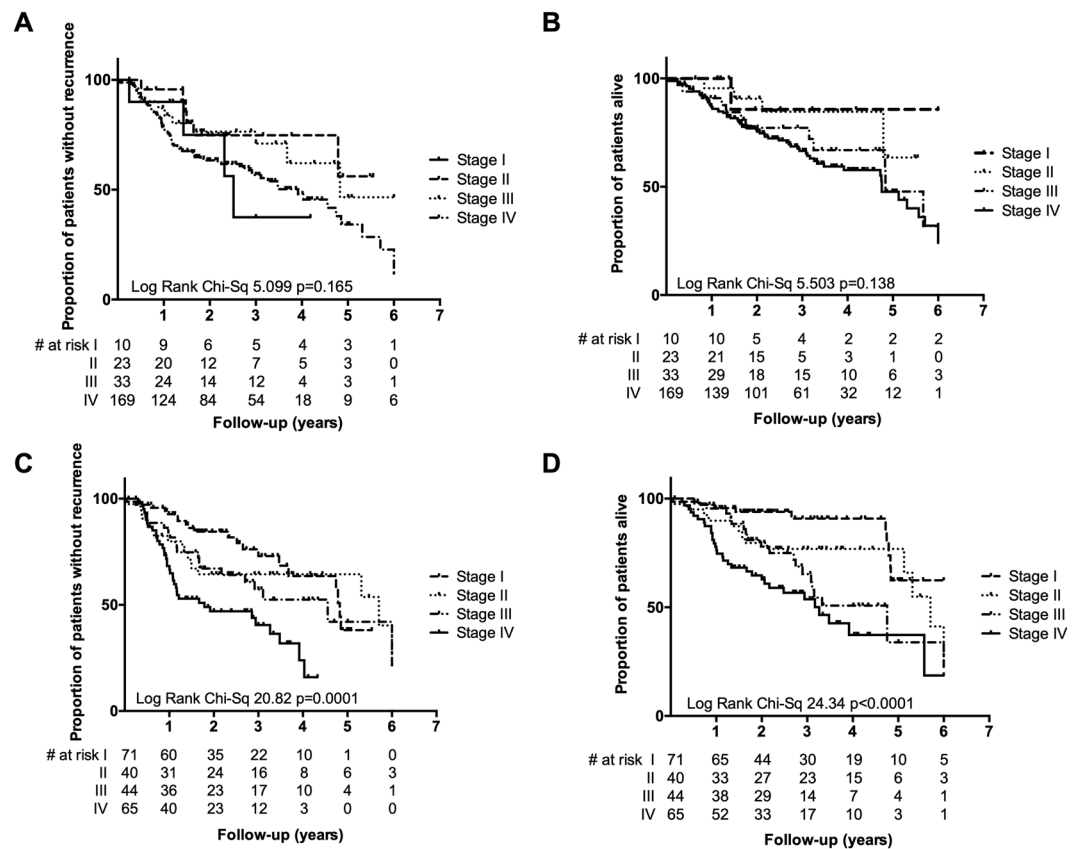 A
Proportion of patients without recurrence
100
50
0
Stage I
Stage II
Stage III
Stage IV
Log Rank Chi-Sq 5.099 p=0.165
1 2 3 4 5 6 7
# at risk I 10 9 6 5 4 3 1
II 23 20 12 7 5 3 0
III 33 24 14 12 4 3 1
IV 169 124 84 54 18 9 6
Follow-up (years)
B
Proportion of patients alive
100
50
0
Stage I
Stage II
Stage III
Stage IV
Log Rank Chi-Sq 5.503 p=0.138
1 2 3 4 5 6 7
# at risk I 10 10 5 4 2 2 2
II 23 21 15 5 3 1 0
III 33 29 18 15 10 6 3
IV 169 139 101 61 32 12 1
Follow-up (years)
C
Proportion of patients without recurrence
100
50
0
Stage I
Stage II
Stage III
Stage IV
Log Rank Chi-Sq 20.82 p=0.0001
1 2 3 4 5 6 7
# at risk I 71 60 35 22 10 1 0
II 40 31 24 16 8 6 3
III 44 36 23 17 10 4 1
IV 65 40 23 12 3 0 0
Follow-up (years)
D
Proportion of patients alive
100
50
0
Stage I
Stage II
Stage III
Stage IV
Log Rank Chi-Sq 24.34 p<0.0001
1 2 3 4 5 6 7
# at risk I 71 65 44 30 19 10 5
II 40 33 27 23 15 6 3
III 44 38 29 14 7 4 1
IV 65 52 33 17 10 3 1
Follow-up (years)